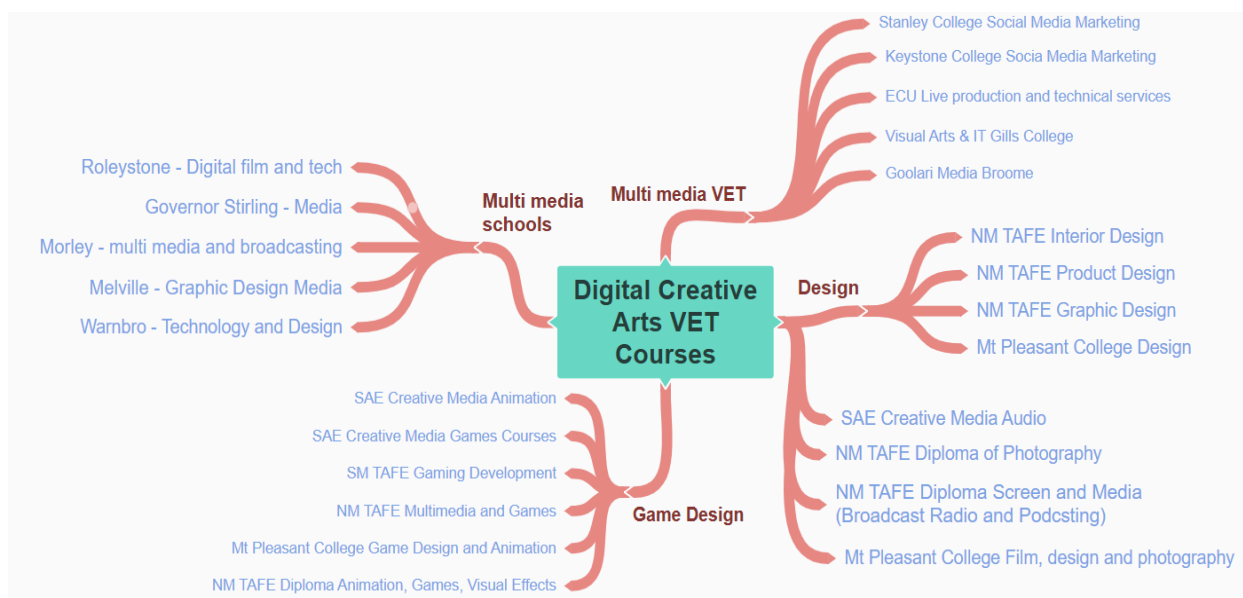 Stanley College Social Media Marketing
Keystone College Socia Media Marketing
ECU Live production and technical services
Visual Arts & IT Gills College
Goolari Media Broome
Multi media VET
Roleystone - Digital film and tech
Governor Stirling - Media
Morley - multi media and broadcasting
Melville - Graphic Design Media
Warnbro - Technology and Design
Multi media
schools
Digital Creative
Arts VET
Courses
Design
NM TAFE Interior Design
NM TAFE Product Design
NM TAFE Graphic Design
Mt Pleasant College Design
SAE Creative Media Audio
NM TAFE Diploma of Photography
NM TAFE Diploma Screen and Media
(Broadcast Radio and Podcsting)
Mt Pleasant College Film, design and photography
SAE Creative Media Animation
SAE Creative Media Games Courses
SM TAFE Gaming Development
NM TAFE Multimedia and Games
Mt Pleasant College Game Design and Animation
NM TAFE Diploma Animation, Games, Visual Effects
Game Design